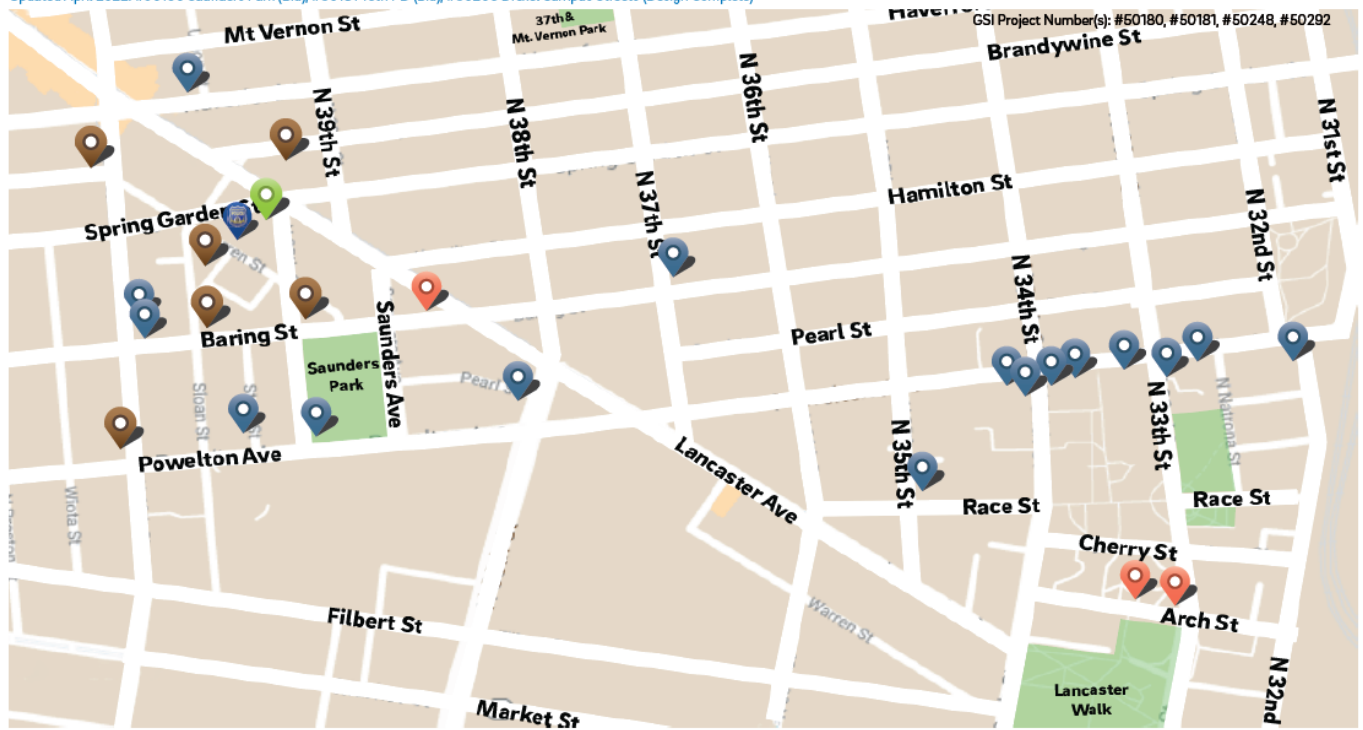 GSI Project Number(s): #50180, #50181, #50248, #50292
Mt Vernon St
37th &
Mt. Vernon Park
Brandywine St
N 39th St
N 38th St
N 36th St
N 31st St
Hamilton St
N 37th St
Spring Garden St
N 32nd St
N 34th St
Baring St
Saunders Ave
Pearl St
Saunders
Park
Pearl
Sloan St
N 33th St
N Natrona St
Powelton Ave
Lancaster Ave
N 35th St
Race St
Race St
Wiota St
Cherry St
Filbert St
Warren St
Arch St
Lancaster
Walk
N 32nd
Market St